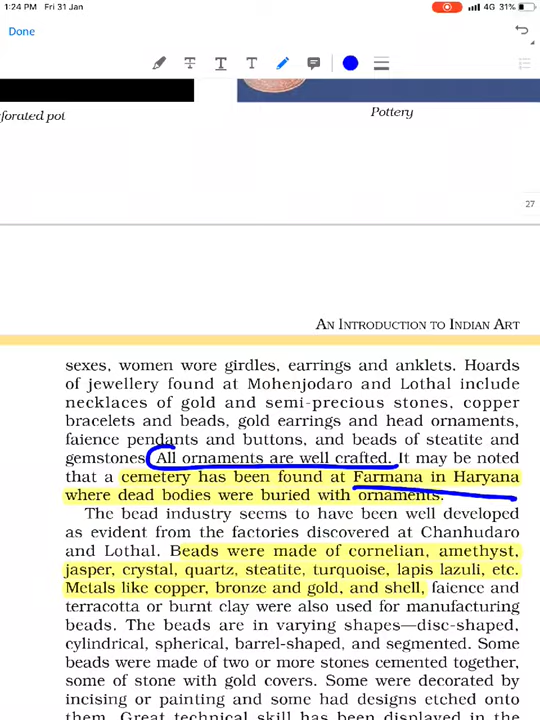 1:24 PM Fri 31 Jan
4G 31%
Done
T T
forated pot
Pottery
27
AN INTRODUCTION TO INDIAN ART
sexes, women wore girdles, earrings and anklets. Hoards
of jewellery found at Mohenjodaro and Lothal include
necklaces of gold and semi-precious stones, copper
bracelets and beads, gold earrings and head ornaments,
faience pendants and buttons, and beads of steatite and
gemstones. All ornaments are well crafted. It may be noted
that a cemetery has been found at Farmana in Haryana
where dead bodies were buried with ornaments.
The bead industry seems to have been well developed
as evident from the factories discovered at Chanhudaro
and Lothal. Beads were made of cornelian, amethyst,
jasper, crystal, quartz, steatite, turquoise, lapis lazuli, etc.
Metals like copper, bronze and gold, and shell, faience and
terracotta or burnt clay were also used for manufacturing
beads. The beads are in varying shapes—disc-shaped,
cylindrical, spherical, barrel-shaped, and segmented. Some
beads were made of two or more stones cemented together,
some of stone with gold covers. Some were decorated by
incising or painting and some had designs etched onto
them. Great technical skill has been displayed in the